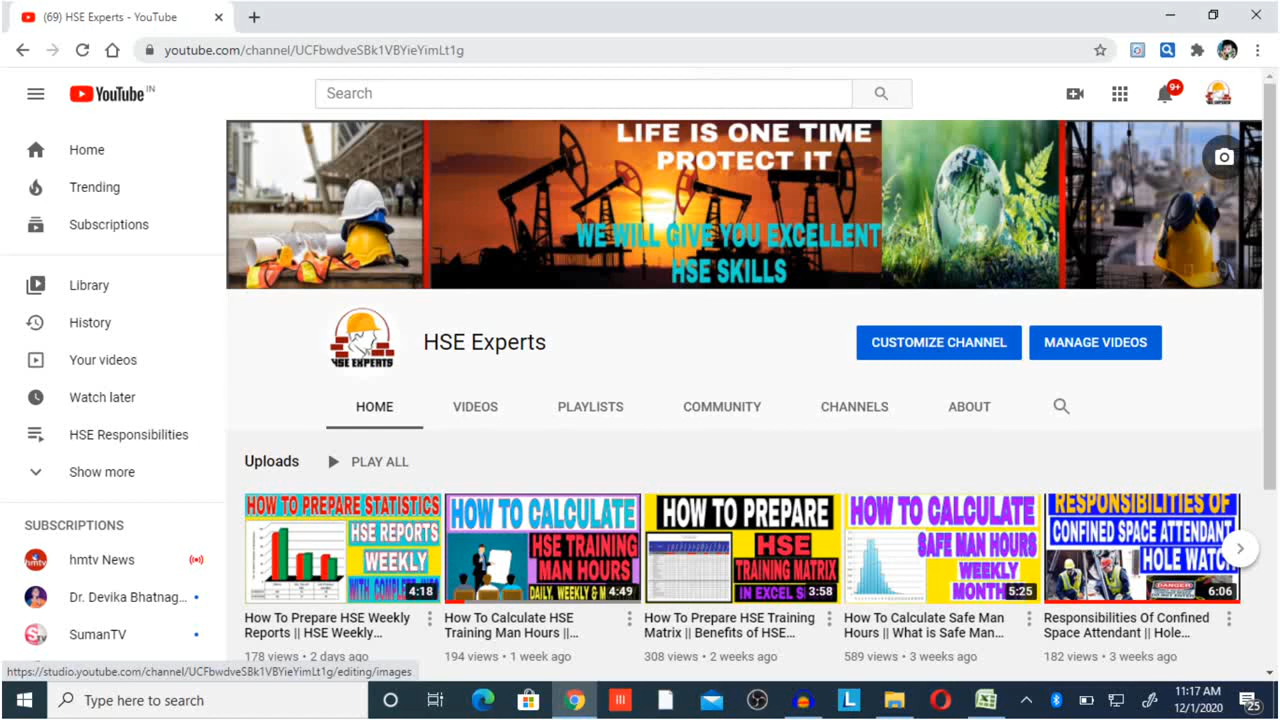 (69) HSE Experts - YouTube
youtube.com/channel/UCFbwdveSBk1VBYieYimLt1g
YouTube IN
Search
9+
Home
Trending
Subscriptions
Library
History
Your videos
Watch later
HSE Responsibilities
Show more
SUBSCRIPTIONS
hmtv News
Dr. Devika Bhatnag...
SumanTV
LIFE IS ONE TIME
PROTECT IT
WE WILL GIVE YOU EXCELLENT
HSE SKILLS
HSE EXPERTS
HSE Experts
CUSTOMIZE CHANNEL
MANAGE VIDEOS
HOME VIDEOS PLAYLISTS COMMUNITY CHANNELS ABOUT
Uploads
PLAY ALL
HOW TO PREPARE STATISTICS
HSE REPORTS
WEEKLY
WITH COMPLETE INFO
4:18
How To Prepare HSE Weekly
Reports || HSE Weekly...
178 views • 2 days ago
HOW TO CALCULATE
HSE TRAINING
MAN HOURS
DAILY, WEEKLY & M
4:49
How To Calculate HSE
Training Man Hours ||...
194 views • 1 week ago
HOW TO PREPARE
HSE
TRAINING MATRIX
IN EXCEL S
3:58
How To Prepare HSE Training
Matrix || Benefits of HSE...
308 views • 2 weeks ago
HOW TO CALCULATE
SAFE MAN HOURS
WEEKLY
MONTH
5:25
How To Calculate Safe Man
Hours || What is Safe Man...
589 views • 3 weeks ago
RESPONSIBILITIES OF
CONFINED SPACE ATTENDANT
HOLE WATCH
DANGER
6:06
Responsibilities Of Confined
Space Attendant || Hole...
182 views • 3 weeks ago
https://studio.youtube.com/channel/UCFbwdveSBk1VBYieYimLt1g/editing/images
Type here to search
11:17 AM
12/1/2020
25